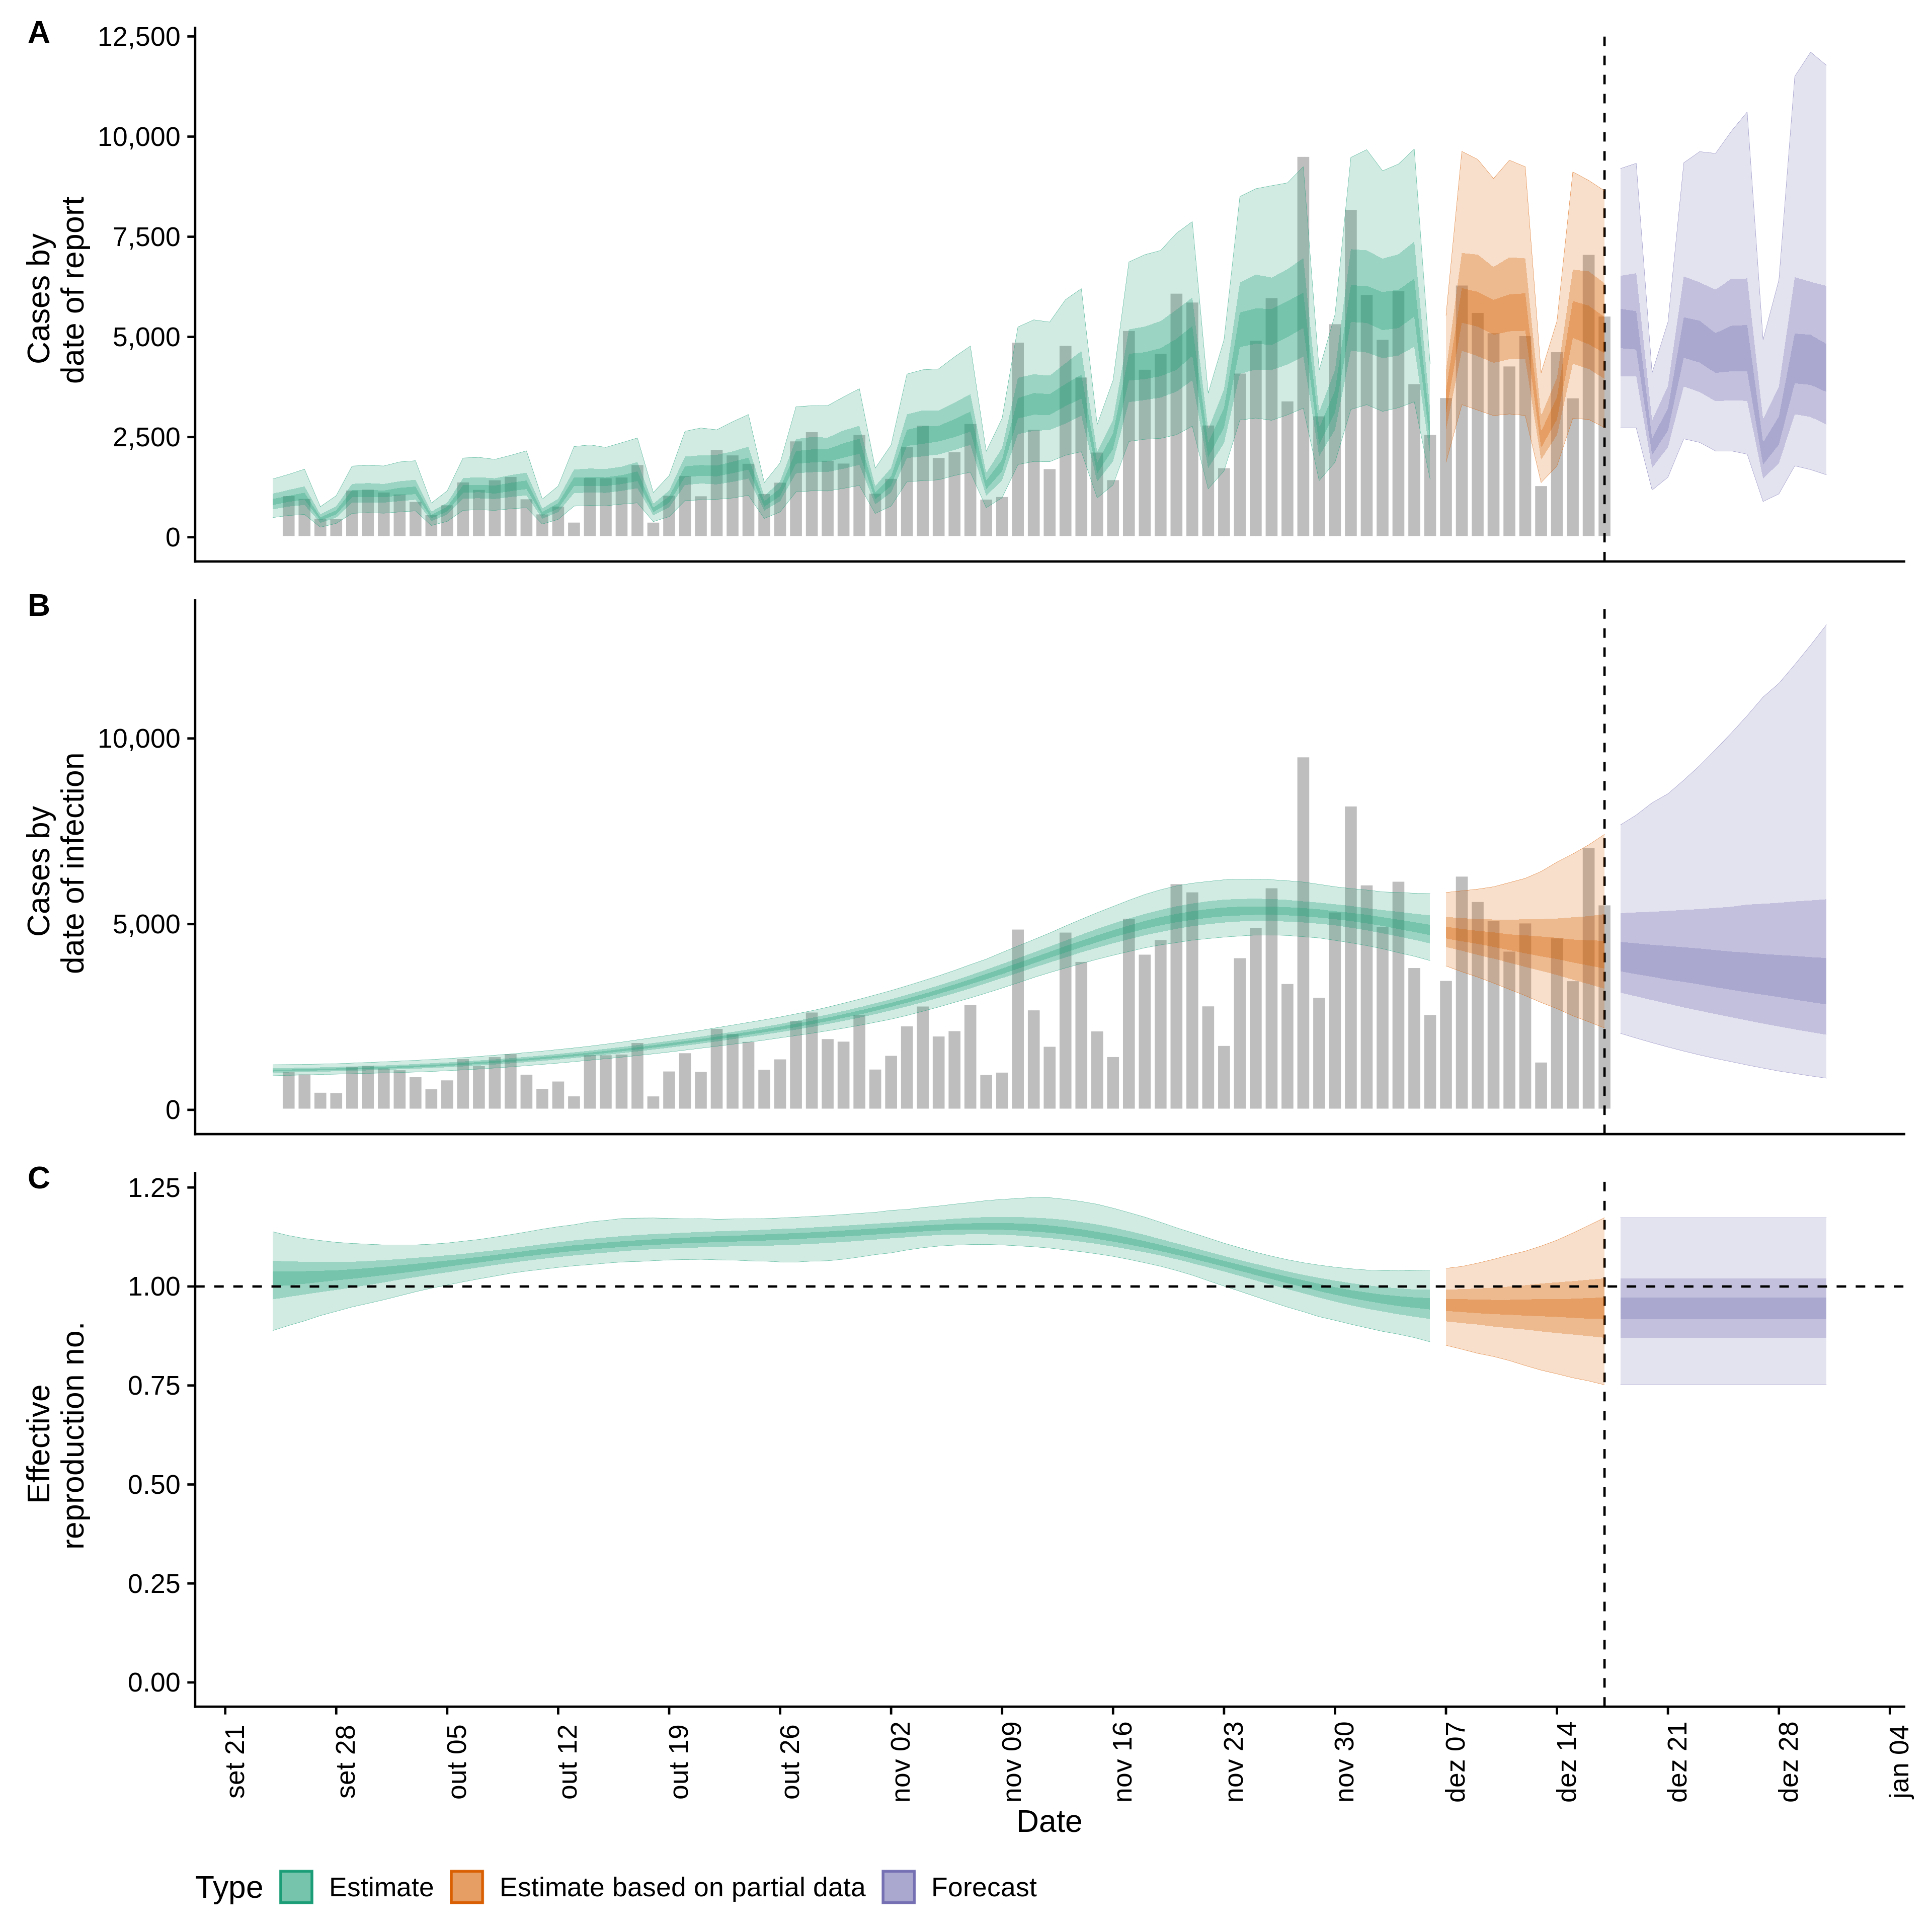 A
12,500
10,000
7,500
5,000
2,500
0
Cases by
date of report
B
10,000
5,000
0
Cases by
date of infection
C
1.25
1.00
0.75
0.50
0.25
0.00
Effective
reproduction no.
set 21
set 28
out 05
out 12
out 19
out 26
nov 02
nov 09
nov 16
nov 23
nov 30
dez 07
dez 14
dez 21
dez 28
jan 04
Date
Type Estimate Estimate based on partial data Forecast